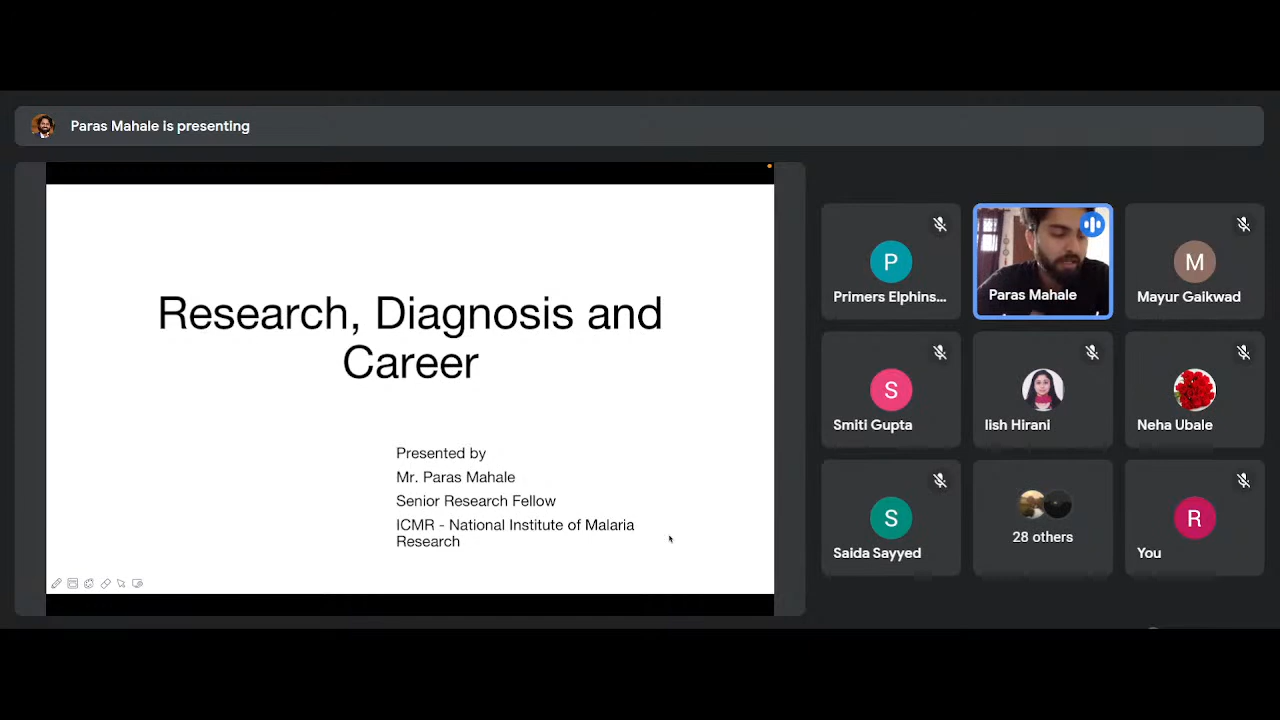 Paras Mahale is presenting
Research, Diagnosis and
Career
Presented by
Mr. Paras Mahale
Senior Research Fellow
ICMR - National Institute of Malaria
Research
P
Primers Elphins...
Paras Mahale
M
Mayur Gaikwad
S
Smiti Gupta
Iish Hirani
Neha Ubale
S
Saida Sayyed
28 others
R
You